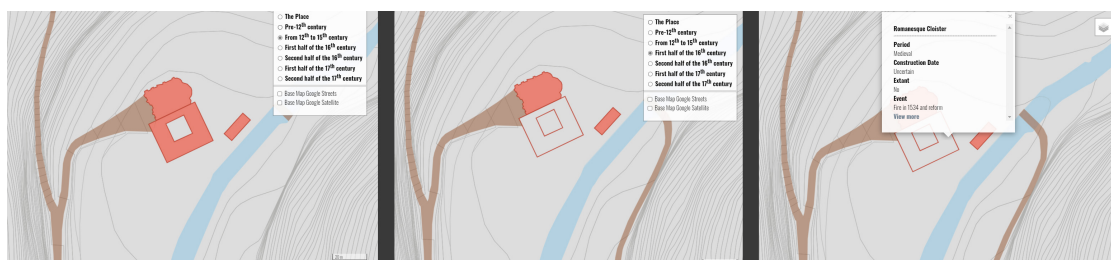 The Place
Pre-12th century
From 12th to 15th century
First half of the 16th century
Second half of the 16th century
First half of the 17th century
Second half of the 17th century
Base Map Google Streets
Base Map Google Satellite
The Place
Pre-12th century
From 12th to 15th century
First half of the 16th century
Second half of the 16th century
First half of the 17th century
Second half of the 17th century
Base Map Google Streets
Base Map Google Satellite
Romanesque Cloister
Period
Medieval
Construction Date
Uncertain
Extant
No
Event
Fire in 1534 and reform
View more